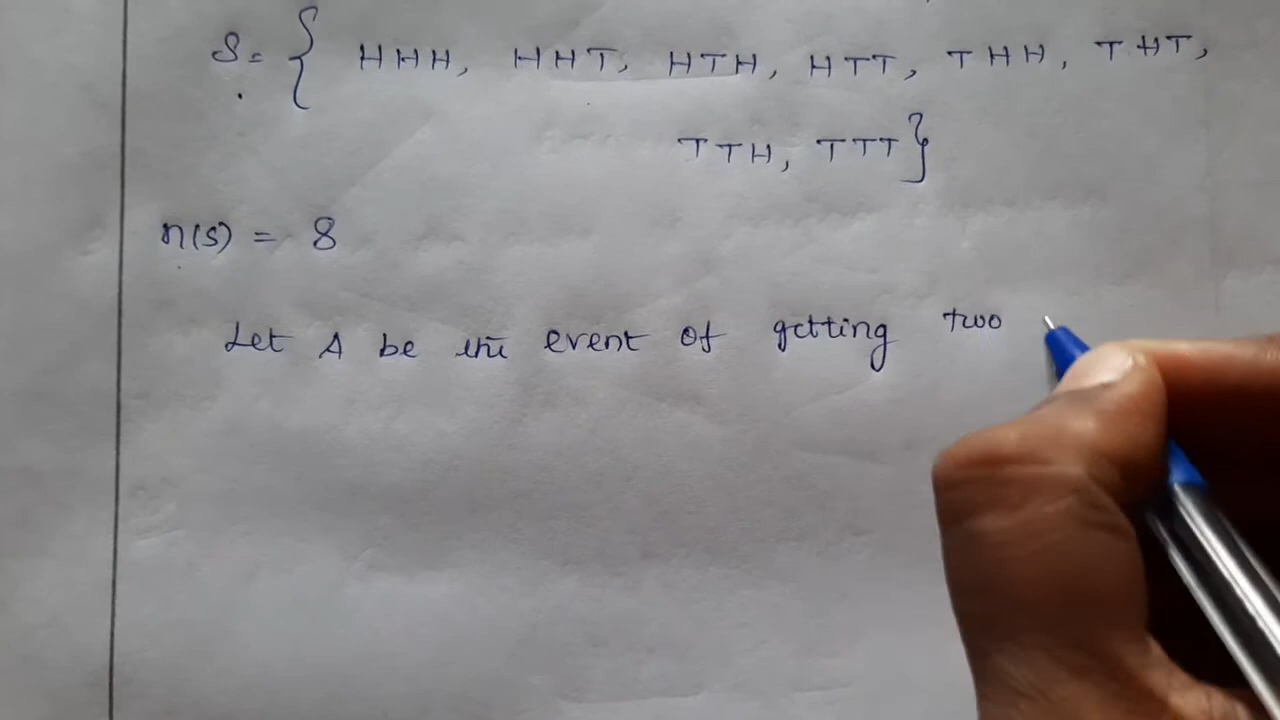 S = { HHH, HHT, HTH, HTT, THH, THT,
TTH, TTT}
n(s) = 8
Let A be the event of getting two